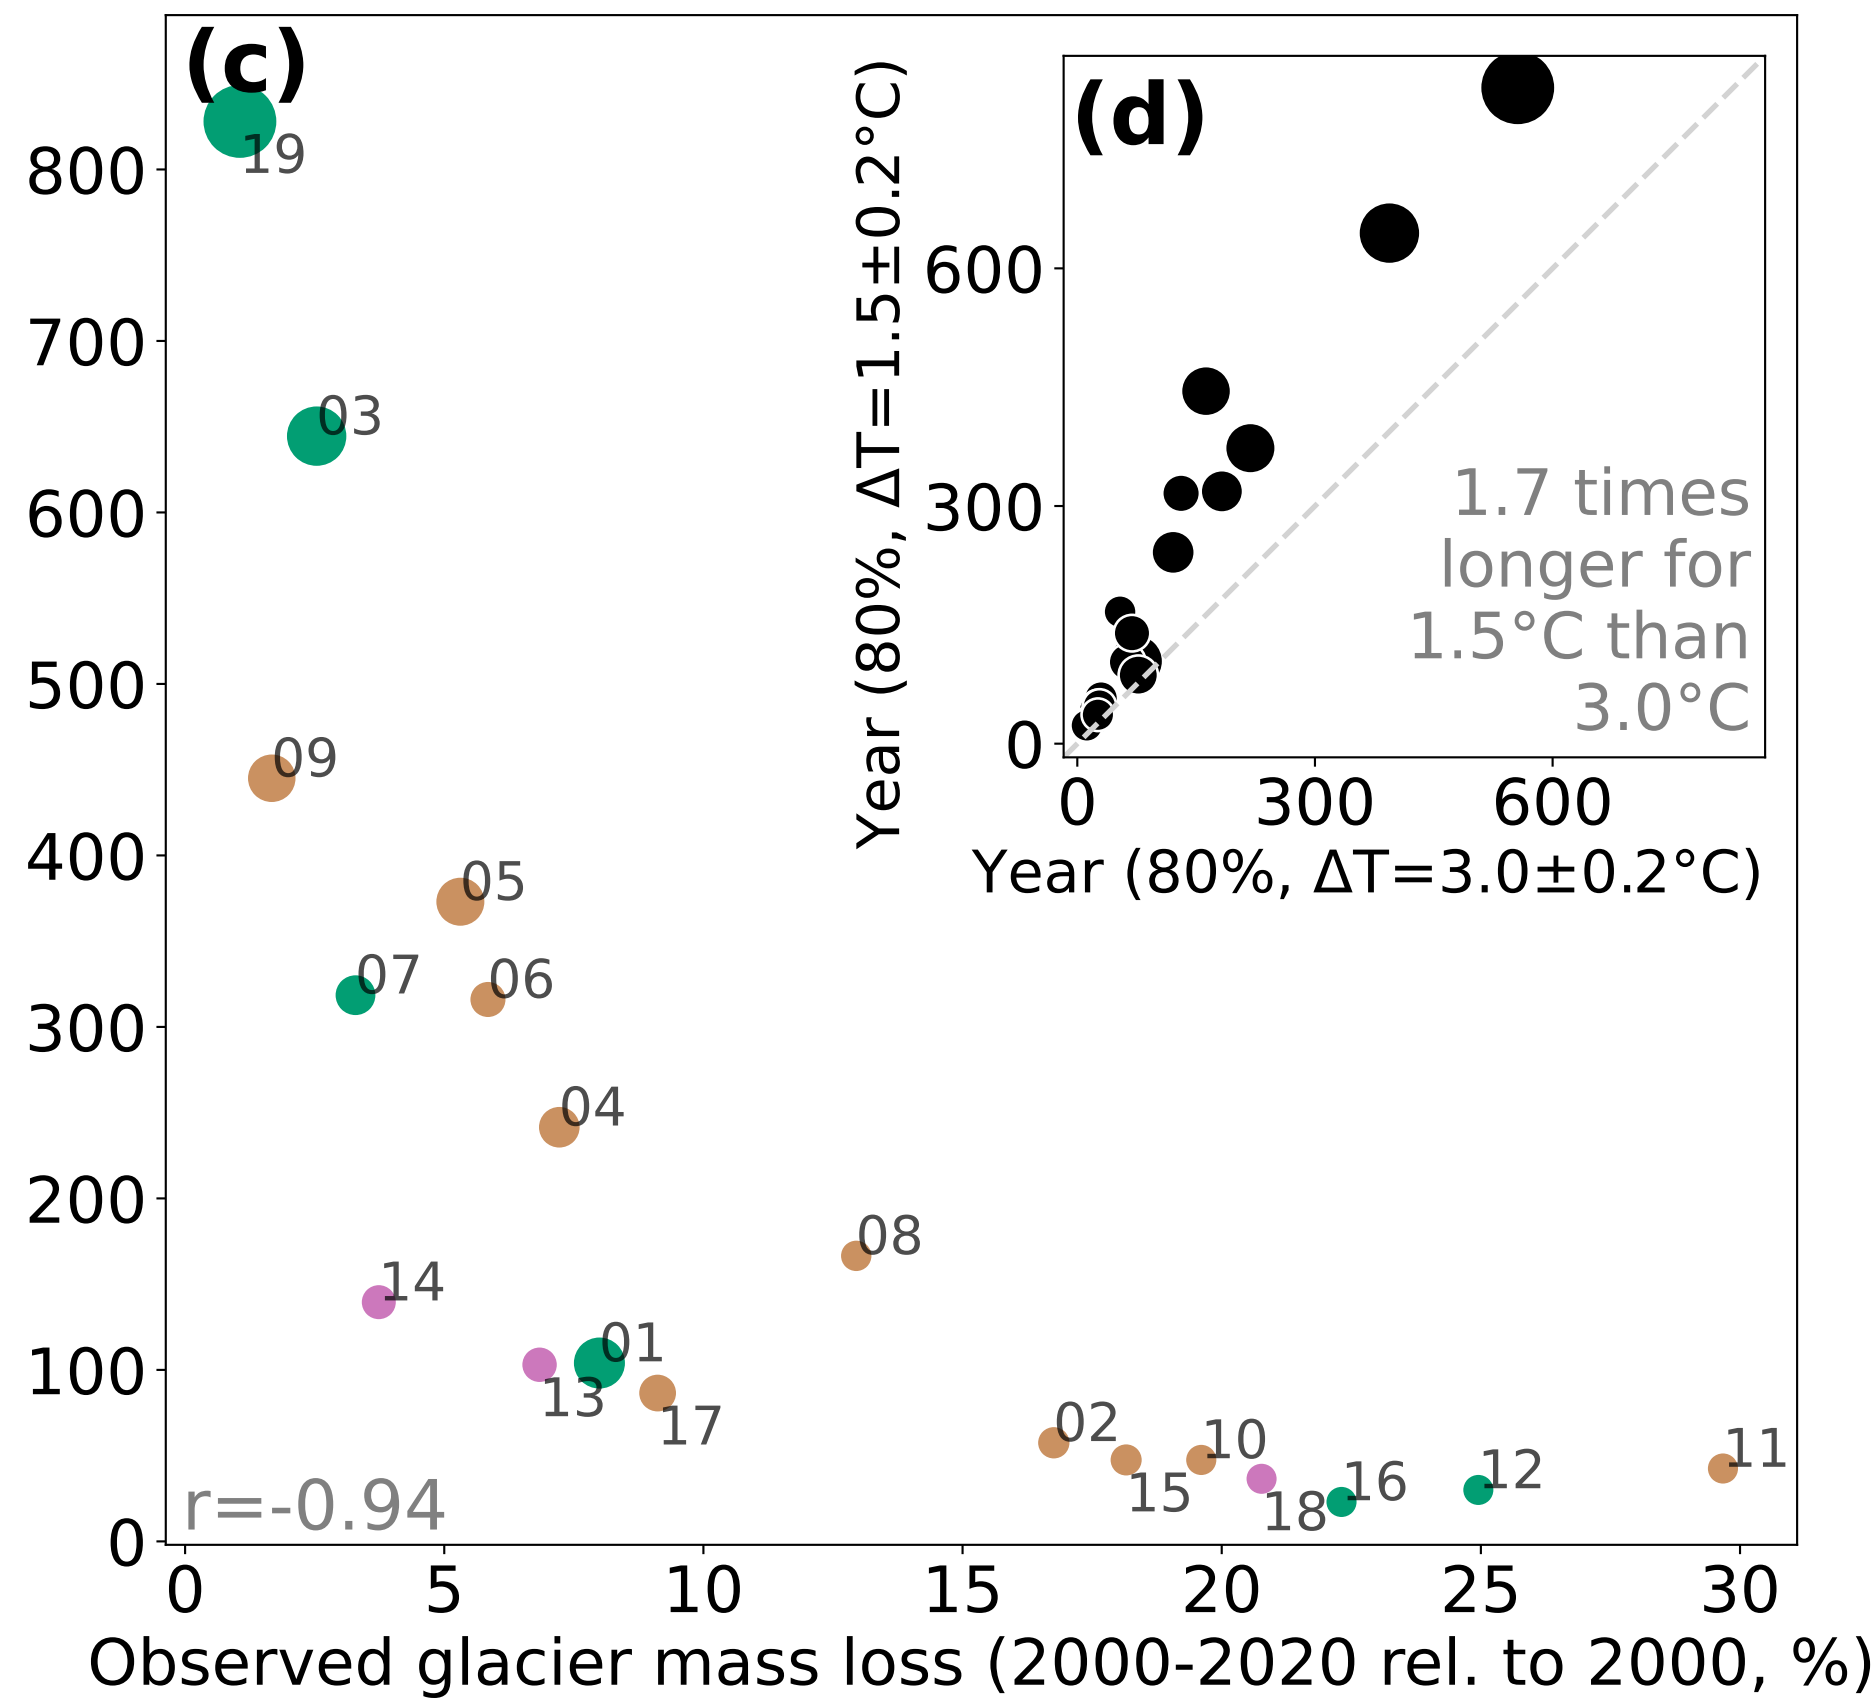 (c)
19
03
09
05
07
06
04
08
14
01
13
17
02
15
10
18
16
12
11
r=-0.94
800
700
600
500
400
300
200
100
0
0 5 10 15 20 25 30
Observed glacier mass loss (2000-2020 rel. to 2000, %)
(d)
Year (80%, ΔT=1.5±0.2°C)
600
300
0
1.7 times
longer for
1.5°C than
3.0°C
0 300 600
Year (80%, ΔT=3.0±0.2°C)